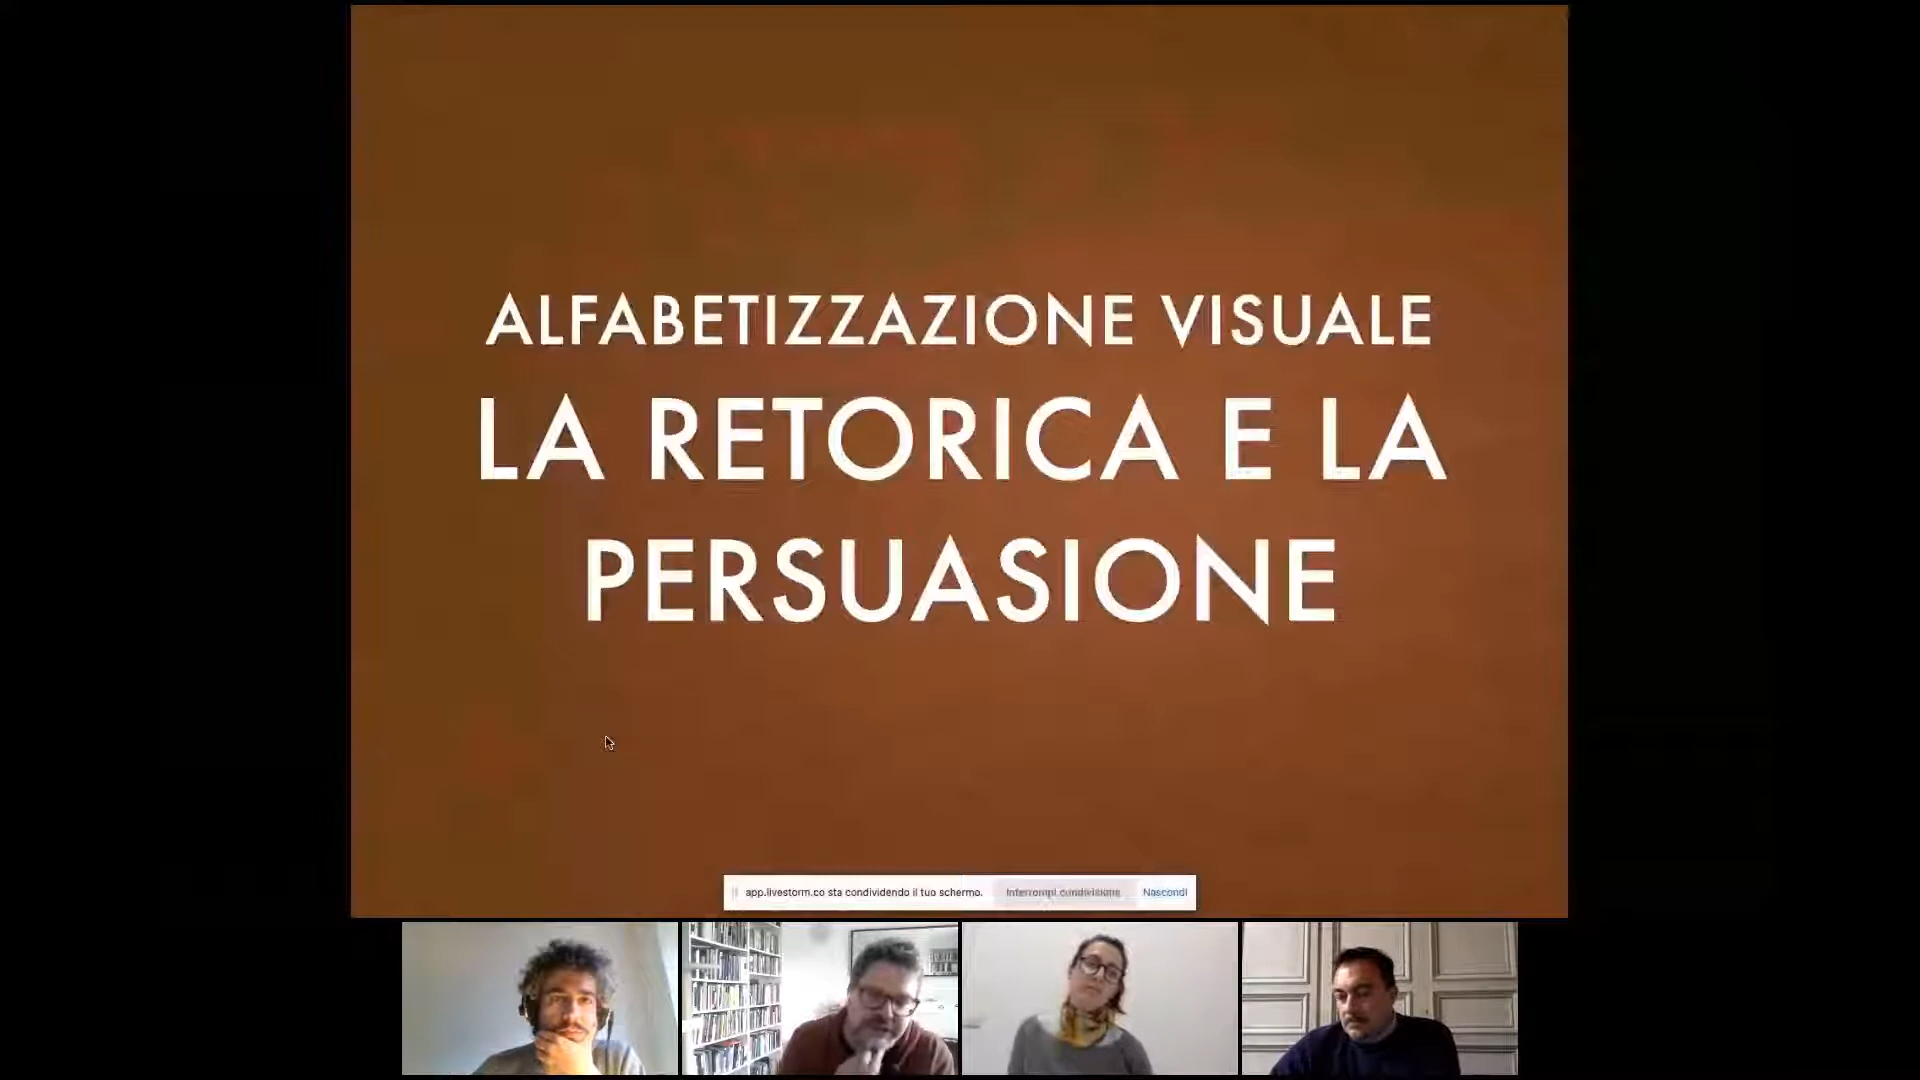 ALFABETIZZAZIONE VISUALE
LA RETORICA E LA
PERSUASIONE
app.livestorm.co sta condividendo il tuo schermo. Interrompi condivisione Nascondi